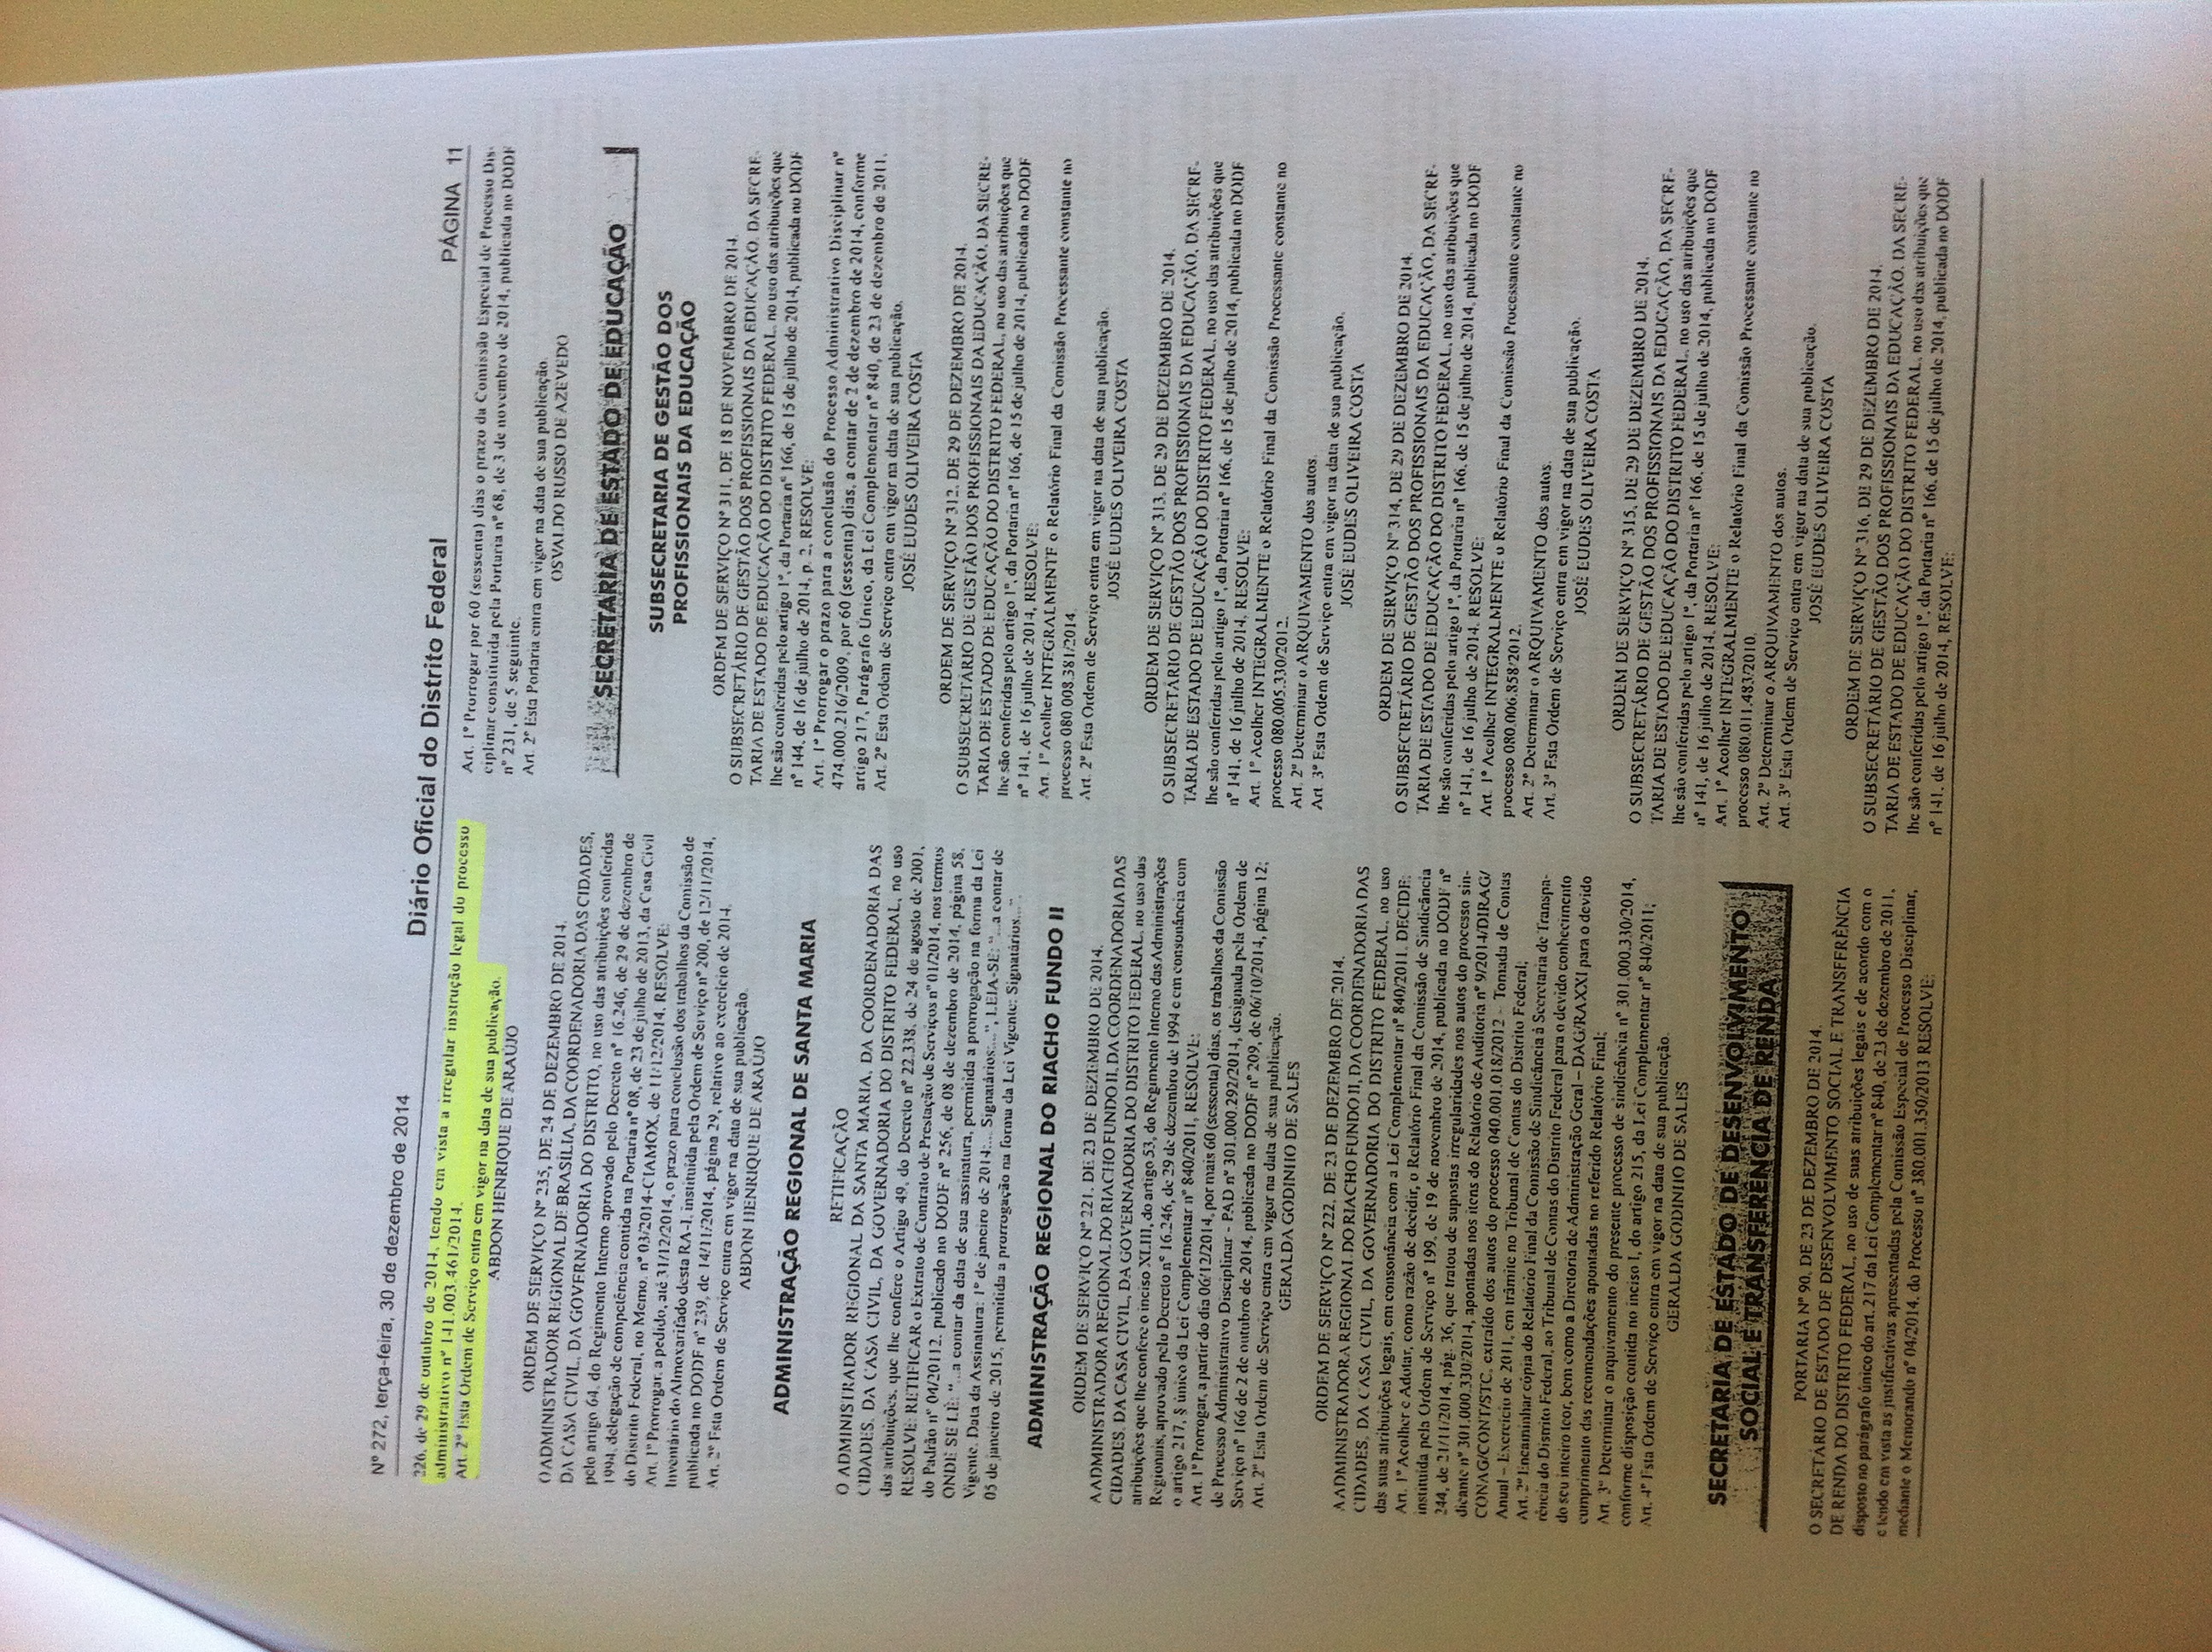 Nº 272, terça-feira, 30 de dezembro de 2014
Diário Oficial do Distrito Federal
PÁGINA 11
226, de 29 de outubro de 2014, tendo em vista a irregular instrução legal do processo
administrativo nº 141.003.461/2014.
Art. 2º Esta Ordem de Serviço entra em vigor na data de sua publicação.
ABDON HENRIQUE DE ARAÚJO
ORDEM DE SERVIÇO Nº 235, DE 24 DE DEZEMBRO DE 2014.
O ADMINISTRADOR REGIONAL DE BRASÍLIA, DA COORDENADORIA DAS CIDADES,
DA CASA CIVIL, DA GOVERNADORIA DO DISTRITO, no uso das atribuições conferidas
pelo artigo 64, do Regimento Interno aprovado pelo Decreto nº 16.246, de 29 de dezembro de
1994, delegação de competência contida na Portaria nº 08, de 23 de julho de 2013, da Casa Civil
do Distrito Federal, no Memo. nº 03/2014-CIAMOX, de 11/12/2014, RESOLVE:
Art. 1º Prorrogar, a pedido, até 31/12/2014, o prazo para conclusão dos trabalhos da Comissão de
Inventário do Almoxarifado desta RA-I, instituída pela Ordem de Serviço nº 200, de 12/11/2014,
publicada no DODF nº 239, de 14/11/2014, página 29, relativo ao exercício de 2014.
Art. 2º Esta Ordem de Serviço entra em vigor na data de sua publicação.
ABDON HENRIQUE DE ARAÚJO
ADMINISTRAÇÃO REGIONAL DE SANTA MARIA
RETIFICAÇÃO
O ADMINISTRADOR REGIONAL DA SANTA MARIA, DA COORDENADORIA DAS
CIDADES, DA CASA CIVIL, DA GOVERNADORIA DO DISTRITO FEDERAL, no uso
das atribuições, que lhe confere o Artigo 49, do Decreto nº 22.338, de 24 de agosto de 2001,
RESOLVE: RETIFICAR o Extrato de Contrato de Prestação de Serviços nº 01/2014, nos termos
do Padrão nº 04/20112, publicado no DODF nº 256, de 08 de dezembro de 2014, página 58,
ONDE SE LÊ: “...a contar da data de sua assinatura, permitida a prorrogação na forma da Lei
Vigente. Data da Assinatura: 1º de janeiro de 2014;... Signatários:...”, LEIA-SE: “...a contar de
05 de janeiro de 2015, permitida a prorrogação na forma da Lei Vigente; Signatários...”.
ADMINISTRAÇÃO REGIONAL DO RIACHO FUNDO II
ORDEM DE SERVIÇO Nº 221, DE 23 DE DEZEMBRO DE 2014.
A ADMINISTRADORA REGIONAL DO RIACHO FUNDO II, DA COORDENADORIA DAS
CIDADES, DA CASA CIVIL, DA GOVERNADORIA DO DISTRITO FEDERAL, no uso das
atribuições que lhe confere o inciso XLIII, do artigo 53, do Regimento Interno das Administrações
Regionais, aprovado pelo Decreto nº 16.246, de 29 de dezembro de 1994 e em consonância com
o artigo 217, § único da Lei Complementar nº 840/2011, RESOLVE:
Art. 1º Prorrogar, a partir do dia 06/12/2014, por mais 60 (sessenta) dias, os trabalhos da Comissão
de Processo Administrativo Disciplinar - PAD nº 301.000.292/2014, designada pela Ordem de
Serviço nº 166 de 2 de outubro de 2014, publicada no DODF nº 209, de 06/10/2014, página 12;
Art. 2º Esta Ordem de Serviço entra em vigor na data de sua publicação.
GERALDA GODINHO DE SALES
ORDEM DE SERVIÇO Nº 222, DE 23 DE DEZEMBRO DE 2014.
A ADMINISTRADORA REGIONAL DO RIACHO FUNDO II, DA COORDENADORIA DAS
CIDADES, DA CASA CIVIL, DA GOVERNADORIA DO DISTRITO FEDERAL, no uso
das suas atribuições legais, em consonância com a Lei Complementar nº 840/2011, DECIDE:
Art. 1º Acolher e Adotar, como razão de decidir, o Relatório Final da Comissão de Sindicância
instituída pela Ordem de Serviço nº 199, de 19 de novembro de 2014, publicada no DODF nº
244, de 21/11/2014, pág. 36, que tratou de supostas irregularidades nos autos do processo sin-
dicante nº 301.000.330/2014, apontadas nos itens do Relatório de Auditoria nº 9/2014/DIRAG/
CONAG/CONT/STC, extraído dos autos do processo 040.001.018/2012 - Tomada de Contas
Anual – Exercício de 2011, em trâmite no Tribunal de Contas do Distrito Federal;
Art. 2º Encaminhar cópia do Relatório Final da Comissão de Sindicância à Secretaria de Transpa-
rência do Distrito Federal, ao Tribunal de Contas do Distrito Federal para o devido conhecimento
do seu inteiro teor, bem como a Diretoria de Administração Geral – DAG/RAXXI para o devido
cumprimento das recomendações apontadas no referido Relatório Final;
Art. 3º Determinar o arquivamento do presente processo de sindicância nº 301.000.330/2014,
conforme disposição contida no inciso I, do artigo 215, da Lei Complementar nº 840/2011;
Art. 4º Esta Ordem de Serviço entra em vigor na data de sua publicação.
GERALDA GODINHO DE SALES
SECRETARIA DE ESTADO DE DESENVOLVIMENTO
SOCIAL E TRANSFERÊNCIA DE RENDA
PORTARIA Nº 90, DE 23 DE DEZEMBRO DE 2014.
O SECRETÁRIO DE ESTADO DE DESENVOLVIMENTO SOCIAL E TRANSFERÊNCIA
DE RENDA DO DISTRITO FEDERAL, no uso de suas atribuições legais e de acordo com o
disposto no parágrafo único do art. 217 da Lei Complementar nº 840, de 23 de dezembro de 2011,
e tendo em vista as justificativas apresentadas pela Comissão Especial de Processo Disciplinar,
mediante o Memorando nº 04/2014, do Processo nº 380.001.350/2013 RESOLVE:
Art. 1º Prorrogar por 60 (sessenta) dias o prazo da Comissão Especial de Processo Dis-
ciplinar constituída pela Portaria nº 68, de 3 de novembro de 2014, publicada no DODF
nº 231, de 5 seguinte.
Art. 2º Esta Portaria entra em vigor na data de sua publicação.
OSVALDO RUSSO DE AZEVEDO
SECRETARIA DE ESTADO DE EDUCAÇÃO
SUBSECRETARIA DE GESTÃO DOS
PROFISSIONAIS DA EDUCAÇÃO
ORDEM DE SERVIÇO Nº 311, DE 18 DE NOVEMBRO DE 2014.
O SUBSECRETÁRIO DE GESTÃO DOS PROFISSIONAIS DA EDUCAÇÃO, DA SECRE-
TARIA DE ESTADO DE EDUCAÇÃO DO DISTRITO FEDERAL, no uso das atribuições que
lhe são conferidas pelo artigo 1º, da Portaria nº 166, de 15 de julho de 2014, publicada no DODF
nº 144, de 16 de julho de 2014, p. 2, RESOLVE:
Art. 1º Prorrogar o prazo para a conclusão do Processo Administrativo Disciplinar nº
474.000.216/2009, por 60 (sessenta) dias, a contar de 2 de dezembro de 2014, conforme
artigo 217, Parágrafo Único, da Lei Complementar nº 840, de 23 de dezembro de 2011.
Art. 2º Esta Ordem de Serviço entra em vigor na data de sua publicação.
JOSÉ EUDES OLIVEIRA COSTA
ORDEM DE SERVIÇO Nº 312, DE 29 DE DEZEMBRO DE 2014.
O SUBSECRETÁRIO DE GESTÃO DOS PROFISSIONAIS DA EDUCAÇÃO, DA SECRE-
TARIA DE ESTADO DE EDUCAÇÃO DO DISTRITO FEDERAL, no uso das atribuições que
lhe são conferidas pelo artigo 1º, da Portaria nº 166, de 15 de julho de 2014, publicada no DODF
nº 141, de 16 julho de 2014, RESOLVE:
Art. 1º Acolher INTEGRALMENTE o Relatório Final da Comissão Processante constante no
processo 080.008.381/2014.
Art. 2º Esta Ordem de Serviço entra em vigor na data de sua publicação.
JOSÉ EUDES OLIVEIRA COSTA
ORDEM DE SERVIÇO Nº 313, DE 29 DE DEZEMBRO DE 2014.
O SUBSECRETÁRIO DE GESTÃO DOS PROFISSIONAIS DA EDUCAÇÃO, DA SECRE-
TARIA DE ESTADO DE EDUCAÇÃO DO DISTRITO FEDERAL, no uso das atribuições que
lhe são conferidas pelo artigo 1º, da Portaria nº 166, de 15 de julho de 2014, publicada no DODF
nº 141, de 16 julho de 2014, RESOLVE:
Art. 1º Acolher INTEGRALMENTE o Relatório Final da Comissão Processante constante no
processo 080.005.330/2012.
Art. 2º Determinar o ARQUIVAMENTO dos autos.
Art. 3º Esta Ordem de Serviço entra em vigor na data de sua publicação.
JOSÉ EUDES OLIVEIRA COSTA
ORDEM DE SERVIÇO Nº 314, DE 29 DE DEZEMBRO DE 2014.
O SUBSECRETÁRIO DE GESTÃO DOS PROFISSIONAIS DA EDUCAÇÃO, DA SECRE-
TARIA DE ESTADO DE EDUCAÇÃO DO DISTRITO FEDERAL, no uso das atribuições que
lhe são conferidas pelo artigo 1º, da Portaria nº 166, de 15 de julho de 2014, publicada no DODF
nº 141, de 16 julho de 2014. RESOLVE:
Art. 1º Acolher INTEGRALMENTE o Relatório Final da Comissão Processante constante no
processo 080.006.858/2012.
Art. 2º Determinar o ARQUIVAMENTO dos autos.
Art. 3º Esta Ordem de Serviço entra em vigor na data de sua publicação.
JOSÉ EUDES OLIVEIRA COSTA
ORDEM DE SERVIÇO Nº 315, DE 29 DE DEZEMBRO DE 2014.
O SUBSECRETÁRIO DE GESTÃO DOS PROFISSIONAIS DA EDUCAÇÃO, DA SECRE-
TARIA DE ESTADO DE EDUCAÇÃO DO DISTRITO FEDERAL, no uso das atribuições que
lhe são conferidas pelo artigo 1º, da Portaria nº 166, de 15 de julho de 2014, publicada no DODF
nº 141, de 16 julho de 2014, RESOLVE:
Art. 1º Acolher INTEGRALMENTE o Relatório Final da Comissão Processante constante no
processo 080.011.483/2010.
Art. 2º Determinar o ARQUIVAMENTO dos autos.
Art. 3º Esta Ordem de Serviço entra em vigor na data de sua publicação.
JOSÉ EUDES OLIVEIRA COSTA
ORDEM DE SERVIÇO Nº 316, DE 29 DE DEZEMBRO DE 2014.
O SUBSECRETÁRIO DE GESTÃO DOS PROFISSIONAIS DA EDUCAÇÃO, DA SECRE-
TARIA DE ESTADO DE EDUCAÇÃO DO DISTRITO FEDERAL, no uso das atribuições que
lhe são conferidas pelo artigo 1º, da Portaria nº 166, de 15 de julho de 2014, publicada no DODF
nº 141, de 16 julho de 2014, RESOLVE: